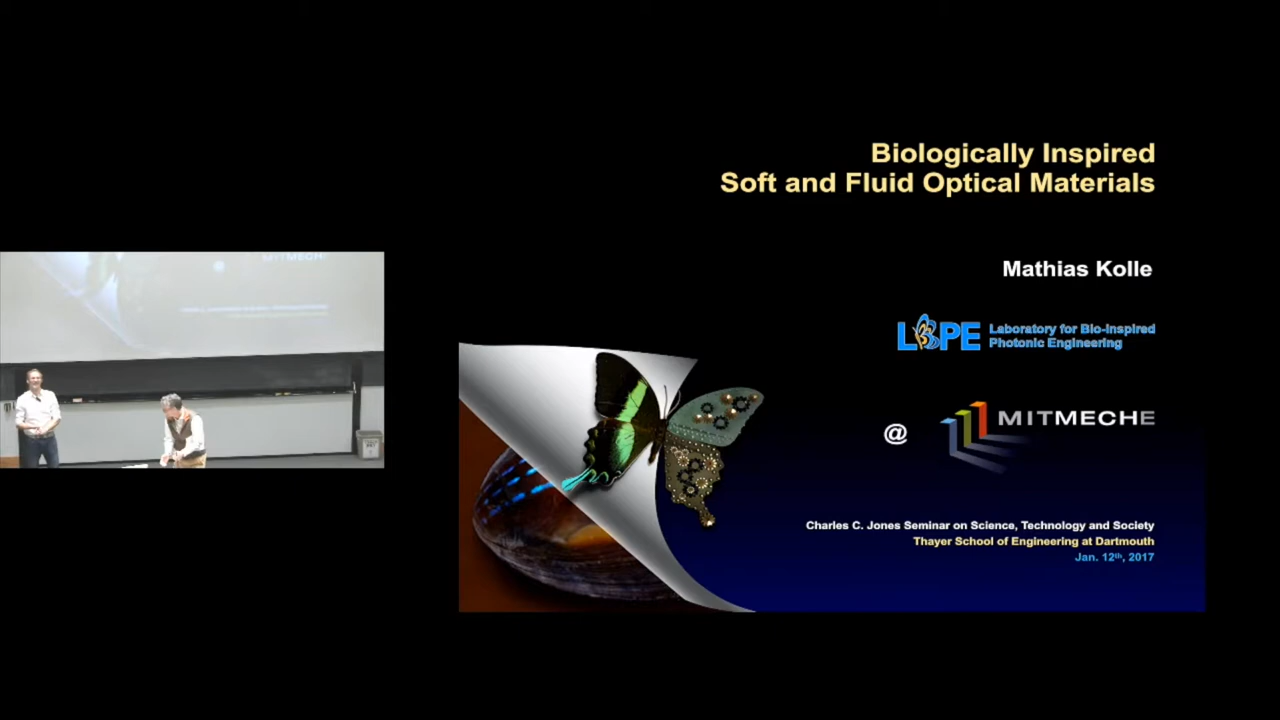 Biologically Inspired
Soft and Fluid Optical Materials
Mathias Kolle
LBPE Laboratory for Bio-Inspired
Photonic Engineering
@ MITMECHE
Charles C. Jones Seminar on Science, Technology and Society
Thayer School of Engineering at Dartmouth
Jan. 12th, 2017
MITMECHE